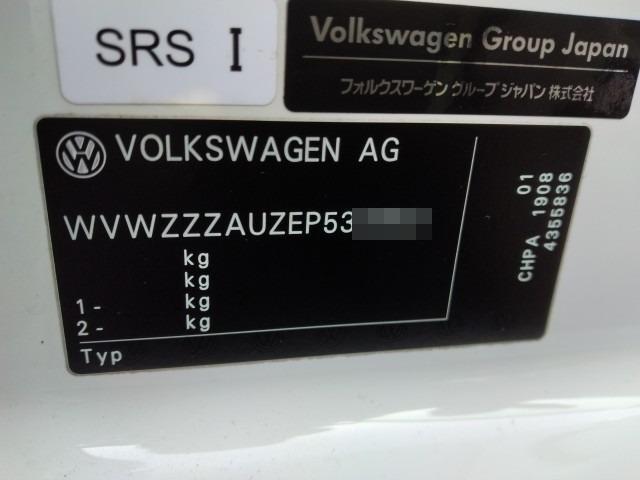 SRS I
Volkswagen Group Japan
フォルクスワーゲン グループ ジャパン 株式会社
VOLKSWAGEN AG
WVWZZZAUZEP53
kg
kg
1- kg
2- kg
Typ
01
CHPA 1908
4355836